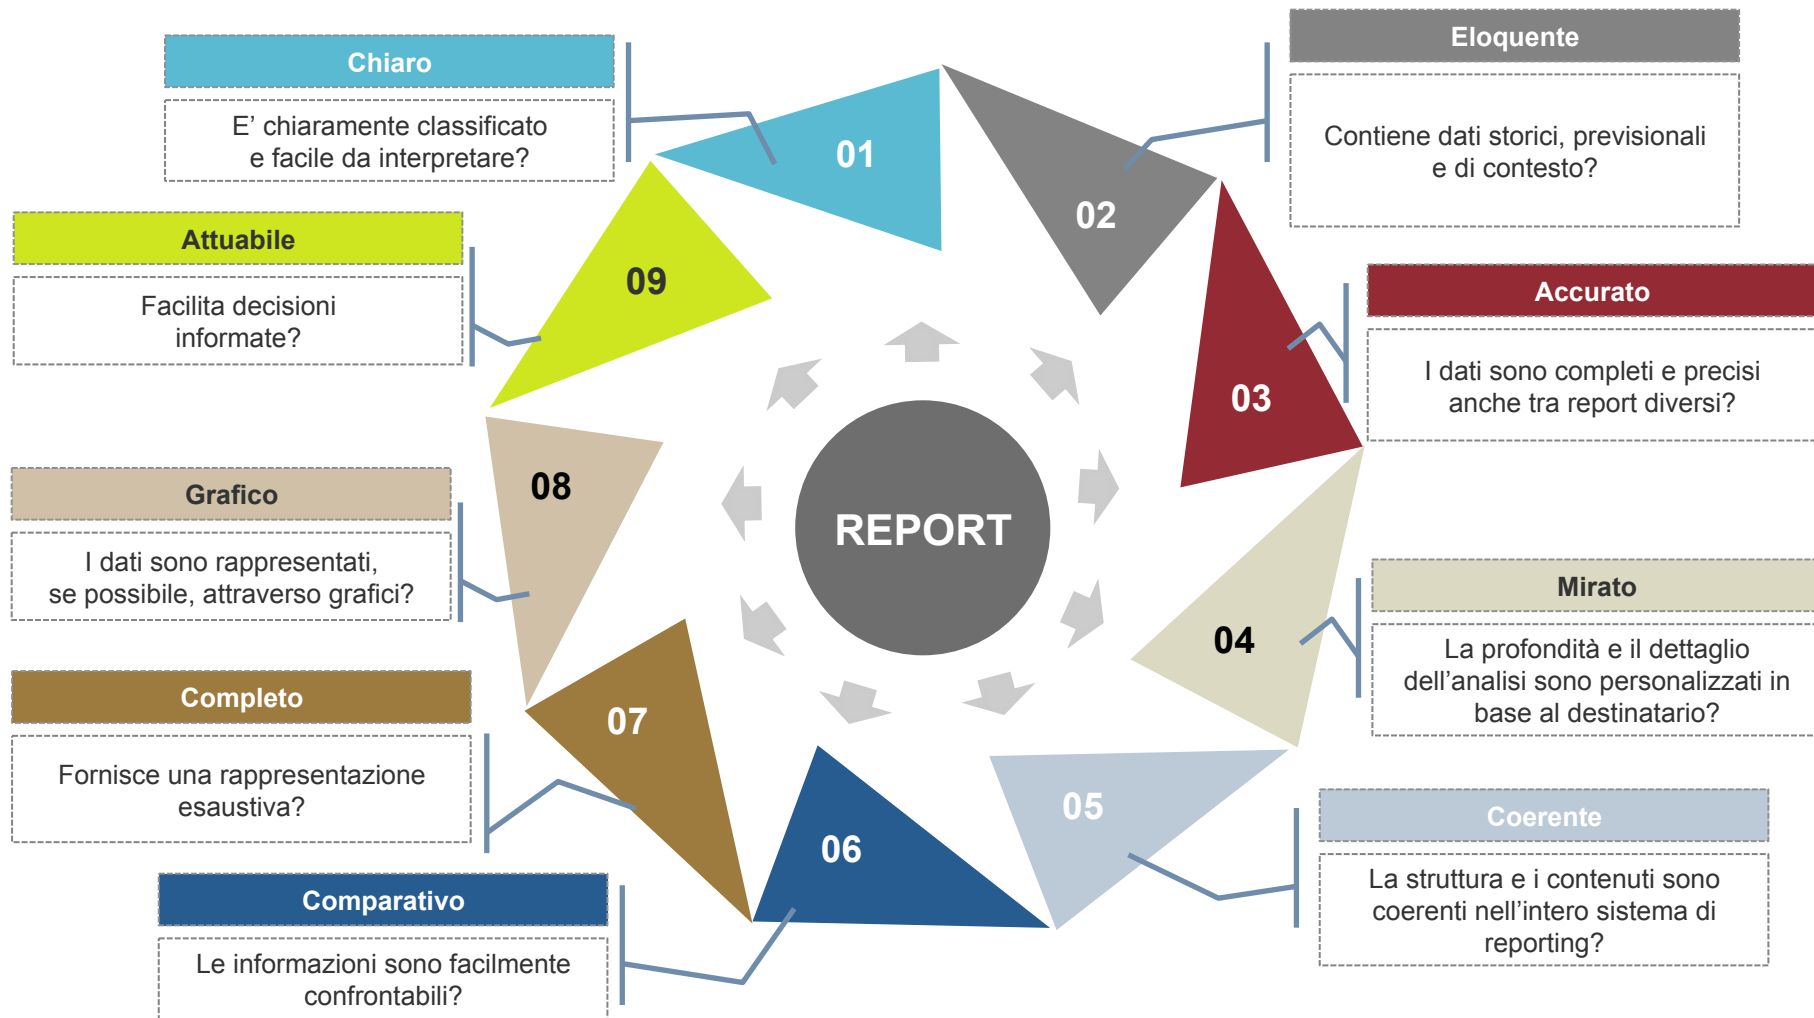 Chiaro
E’ chiaramente classificato
e facile da interpretare?
01
Eloquente
Contiene dati storici, previsionali
e di contesto?
02
Accurato
I dati sono completi e precisi
anche tra report diversi?
03
Mirato
La profondità e il dettaglio
dell’analisi sono personalizzati in
base al destinatario?
04
Coerente
La struttura e i contenuti sono
coerenti nell’intero sistema di
reporting?
05
Comparativo
Le informazioni sono facilmente
confrontabili?
06
Completo
Fornisce una rappresentazione
esaustiva?
07
Grafico
I dati sono rappresentati,
se possibile, attraverso grafici?
08
Attuabile
Facilita decisioni
informate?
09
REPORT